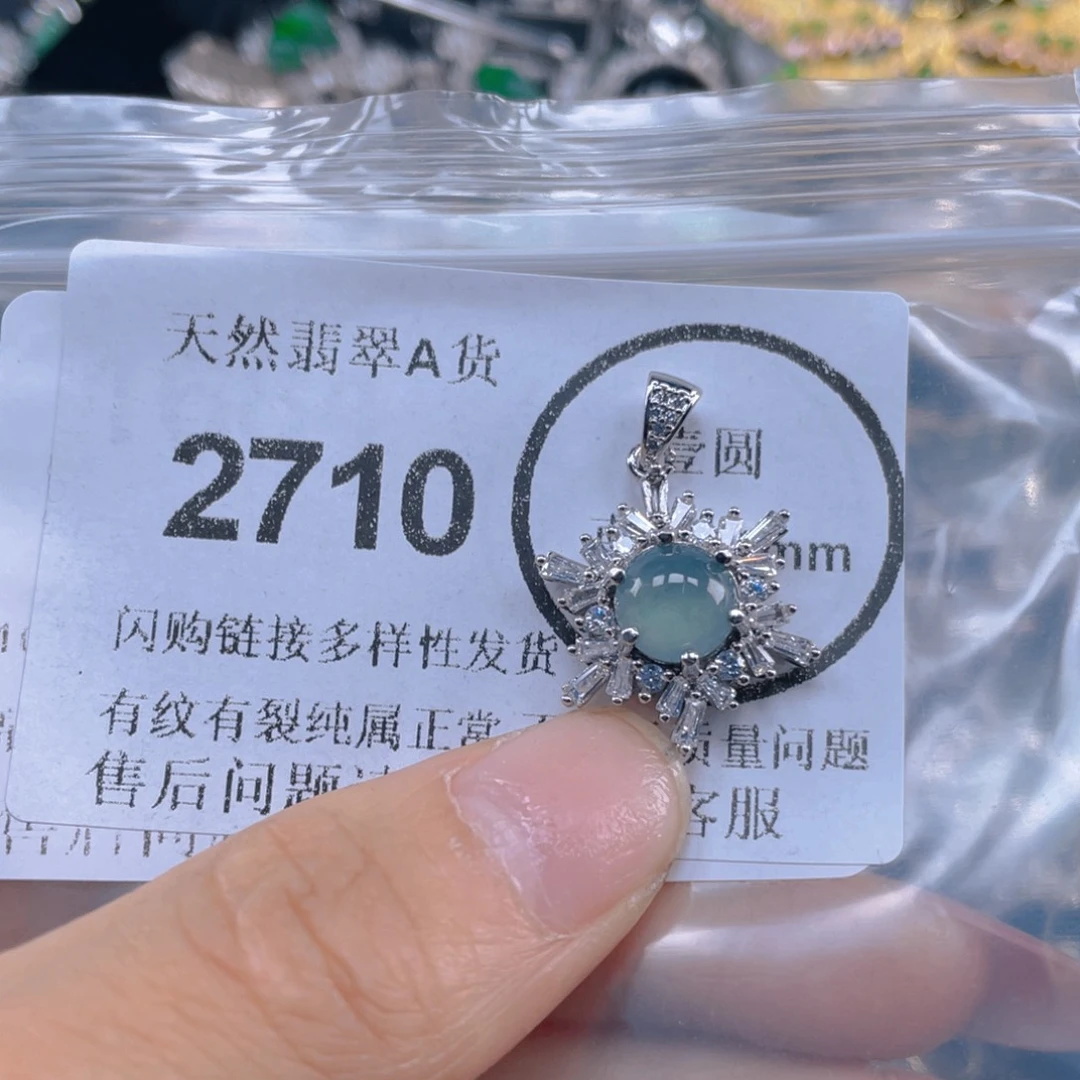 天然翡翠A货
2710
壹圆
mm
闪购链接多样性发货
有纹有裂纯属正常
质量问题
售后问题
客服